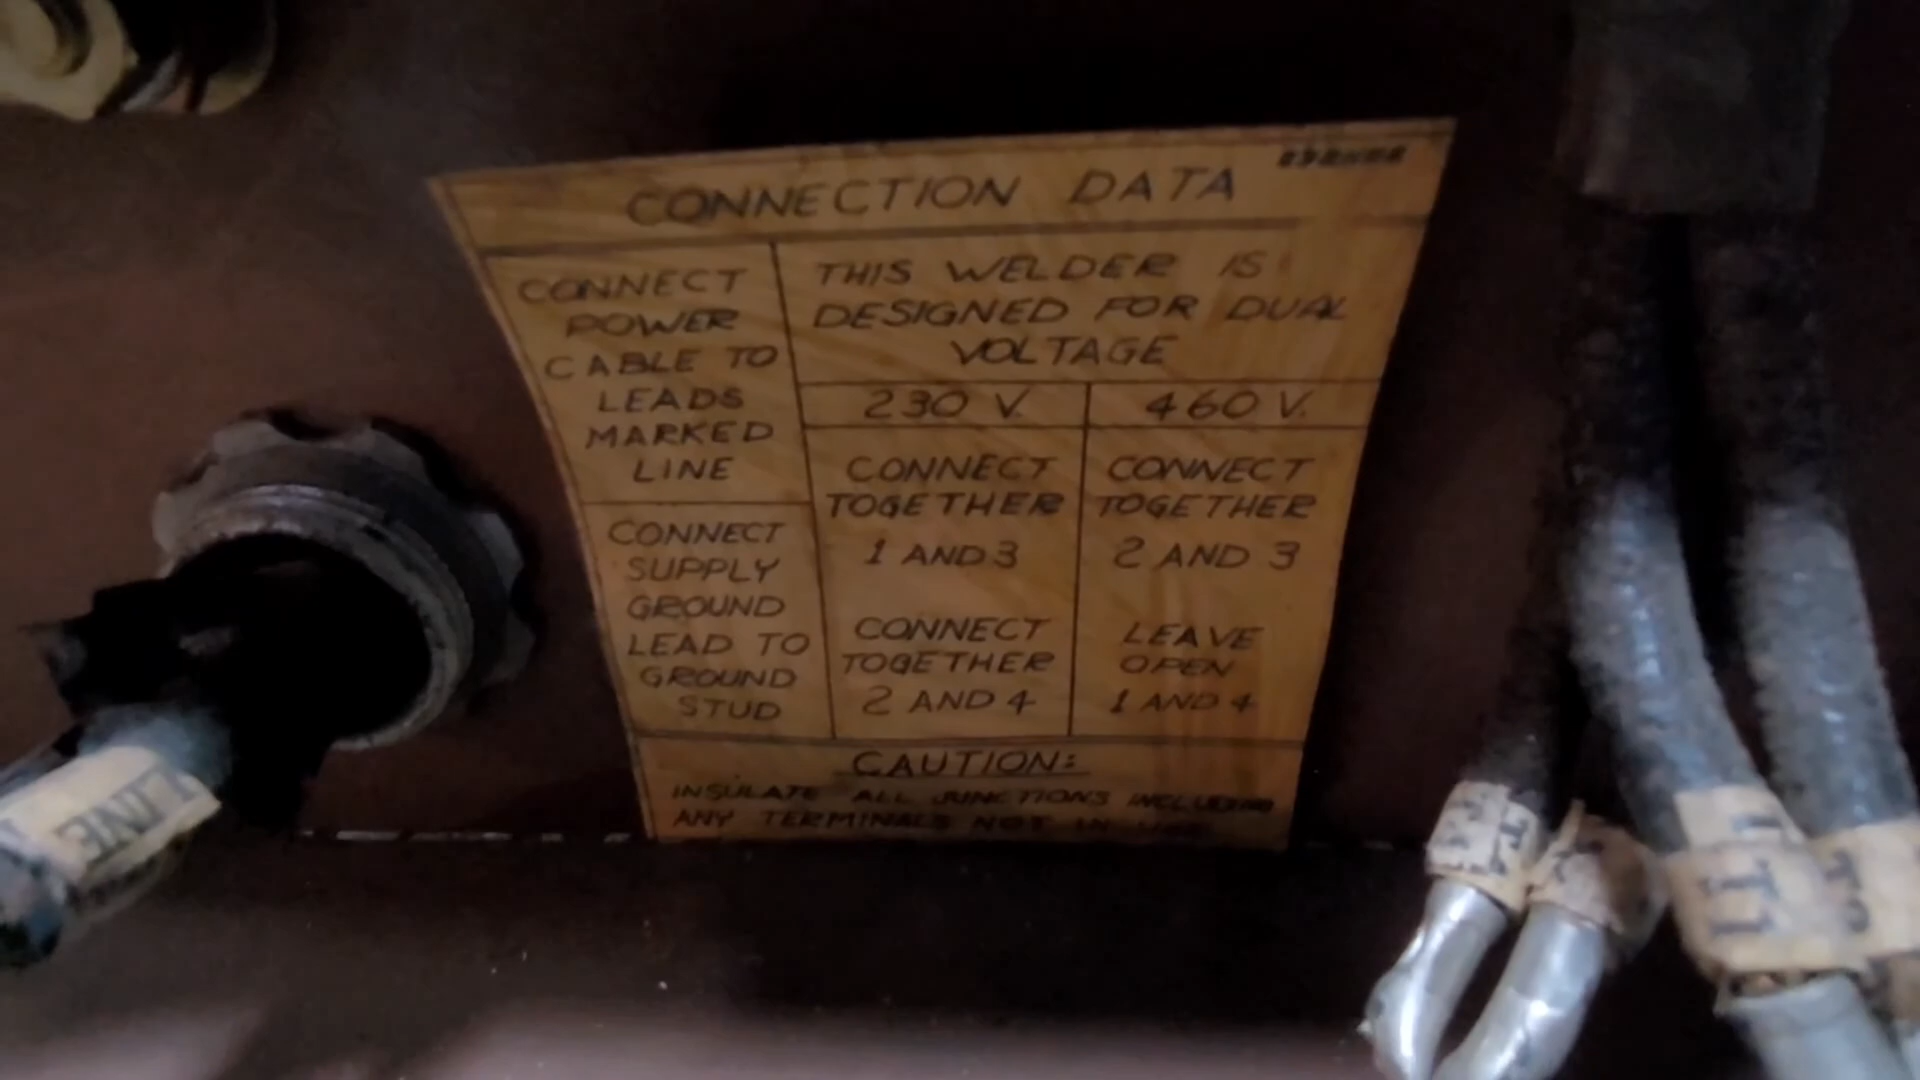 CONNECTION DATA
CONNECT
POWER
CABLE TO
LEADS
MARKED
LINE
CONNECT
SUPPLY
GROUND
LEAD TO
GROUND
STUD
THIS WELDER IS
DESIGNED FOR DUAL
VOLTAGE
230 V.
CONNECT
TOGETHER
1 AND 3
CONNECT
TOGETHER
2 AND 4
460 V.
CONNECT
TOGETHER
2 AND 3
LEAVE
OPEN
1 AND 4
CAUTION:
INSULATE ALL JUNCTIONS INCLUDING
ANY TERMINALS NOT IN USE
LINE